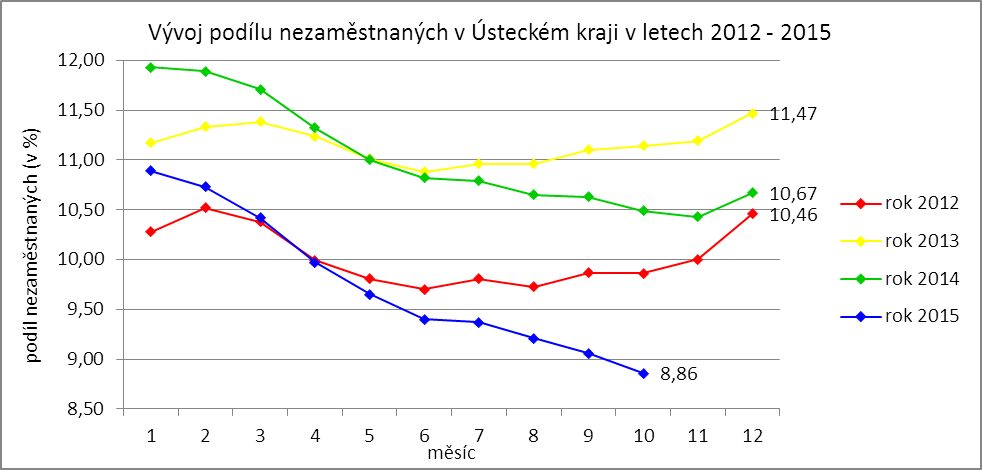 Vývoj podílu nezaměstnaných v Ústeckém kraji v letech 2012 - 2015
podíl nezaměstnaných (v %)
12,00
11,50
11,00
10,50
10,00
9,50
9,00
8,50
11,47
10,67
10,46
8,86
rok 2012
rok 2013
rok 2014
rok 2015
1 2 3 4 5 6 7 8 9 10 11 12
měsíc